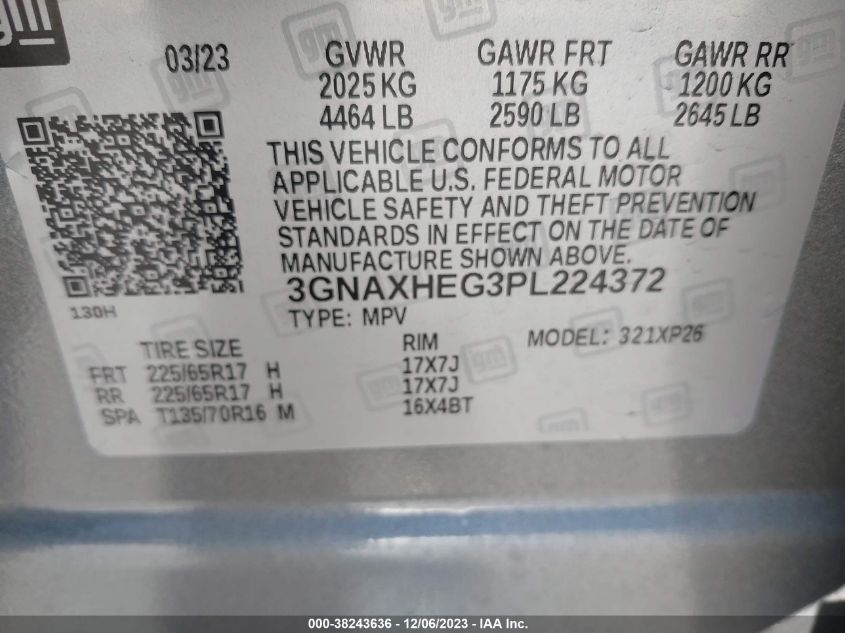 gm
03/23 GVWR GAWR FRT GAWR RR
2025 KG 1175 KG 1200 KG
4464 LB 2590 LB 2645 LB
THIS VEHICLE CONFORMS TO ALL
APPLICABLE U.S. FEDERAL MOTOR
VEHICLE SAFETY AND THEFT PREVENTION
STANDARDS IN EFFECT ON THE DATE OF
MANUFACTURE SHOWN ABOVE.
3GNAXHEG3PL224372
130H
TYPE: MPV
MODEL: 321XP26
TIRE SIZE RIM
FRT 225/65R17 H 17X7J
RR 225/65R17 H 17X7J
SPA T135/70R16 M 16X4BT
000-38243636 - 12/06/2023 - IAA Inc.